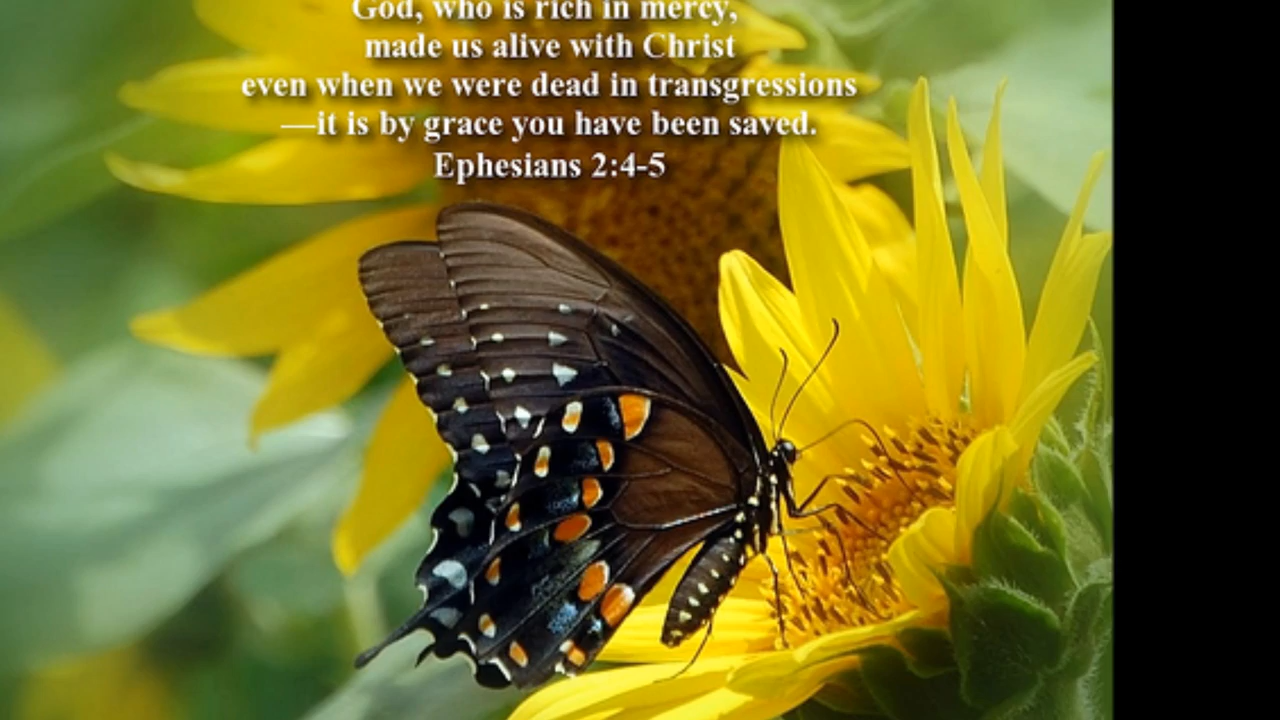 God, who is rich in mercy,
made us alive with Christ
even when we were dead in transgressions
—it is by grace you have been saved.
Ephesians 2:4-5